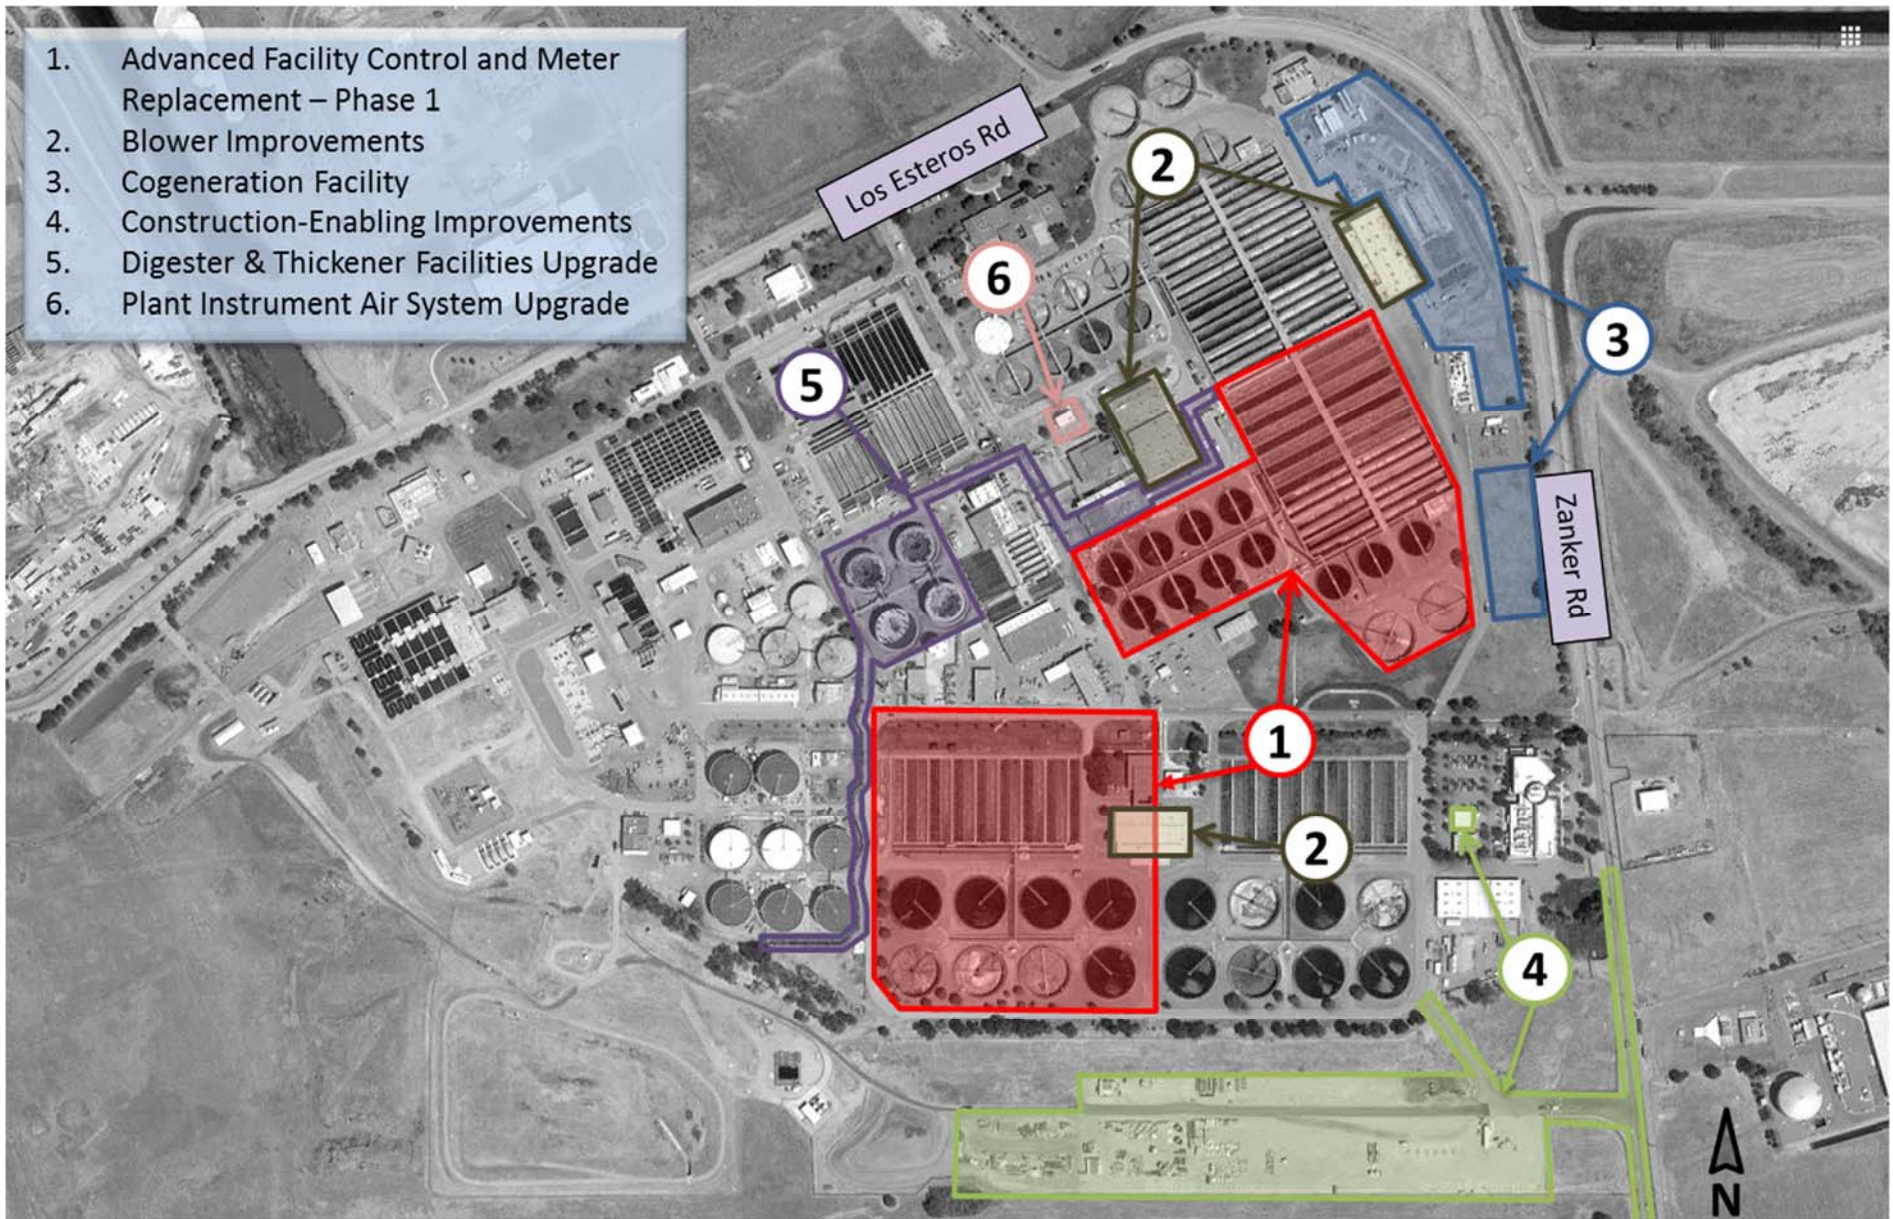 1. Advanced Facility Control and Meter
Replacement – Phase 1
2. Blower Improvements
3. Cogeneration Facility
4. Construction-Enabling Improvements
5. Digester & Thickener Facilities Upgrade
6. Plant Instrument Air System Upgrade
Los Esteros Rd
2
6
3
5
Zanker Rd
1
2
4
N